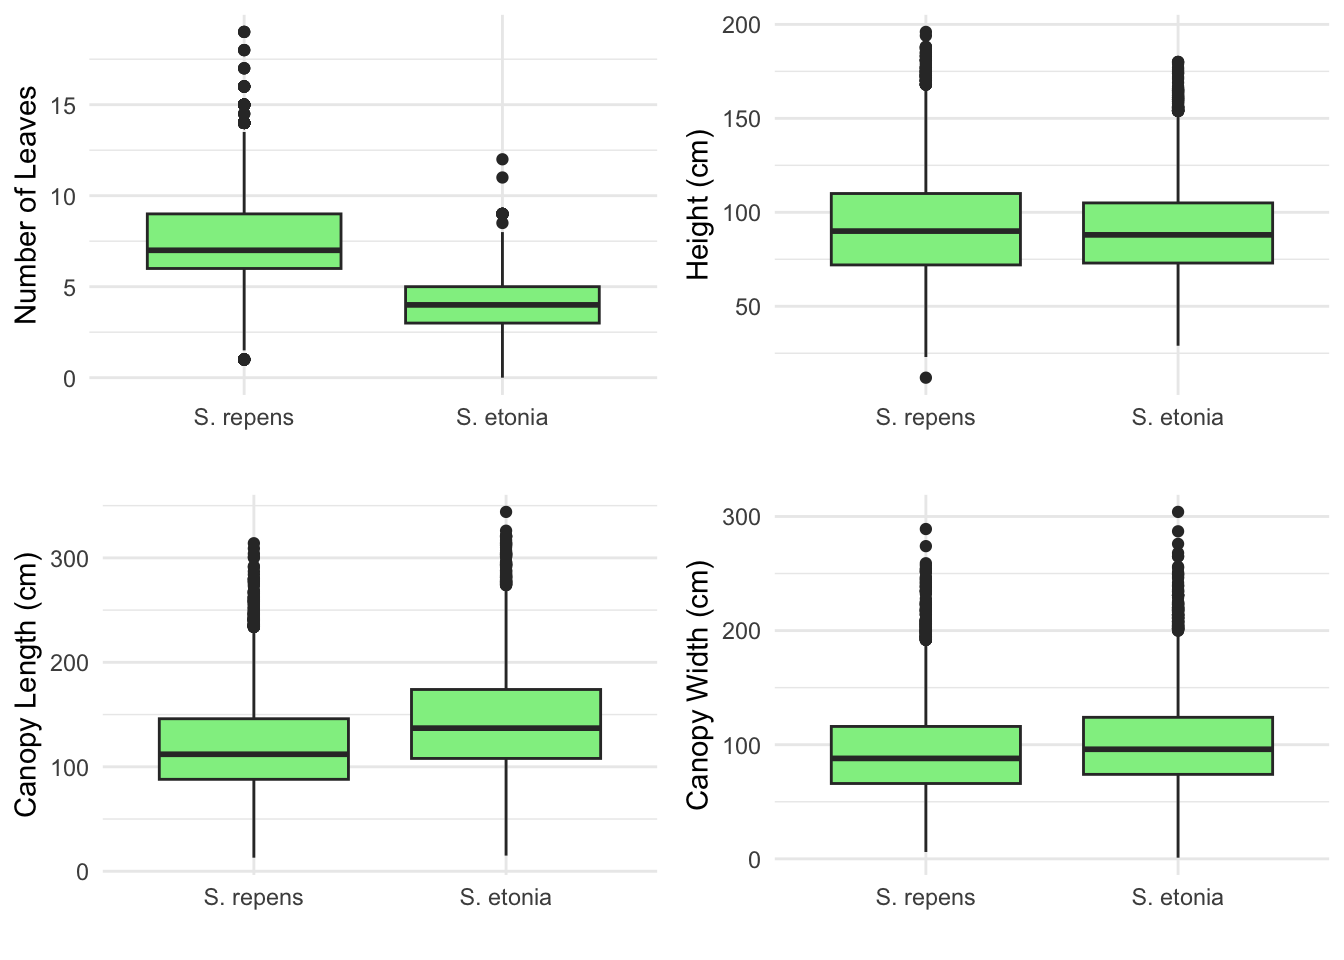 Number of Leaves
15
10
5
0
S. repens S. etonia
Height (cm)
200
150
100
50
S. repens S. etonia
Canopy Length (cm)
300
200
100
0
S. repens S. etonia
Canopy Width (cm)
300
200
100
0
S. repens S. etonia